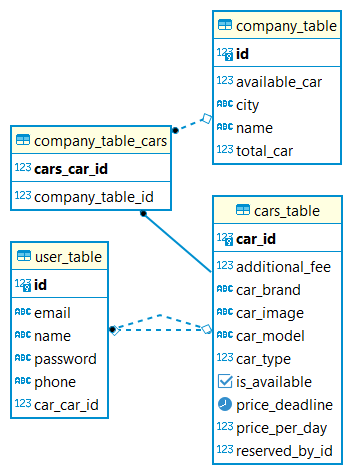 company_table
123 id
123 available_car
ABC city
ABC name
123 total_car
company_table_cars
123 cars_car_id
123 company_table_id
cars_table
123 car_id
123 additional_fee
ABC car_brand
ABC car_image
ABC car_model
123 car_type
is_available
price_deadline
123 price_per_day
123 reserved_by_id
user_table
123 id
ABC email
ABC name
ABC password
ABC phone
123 car_car_id